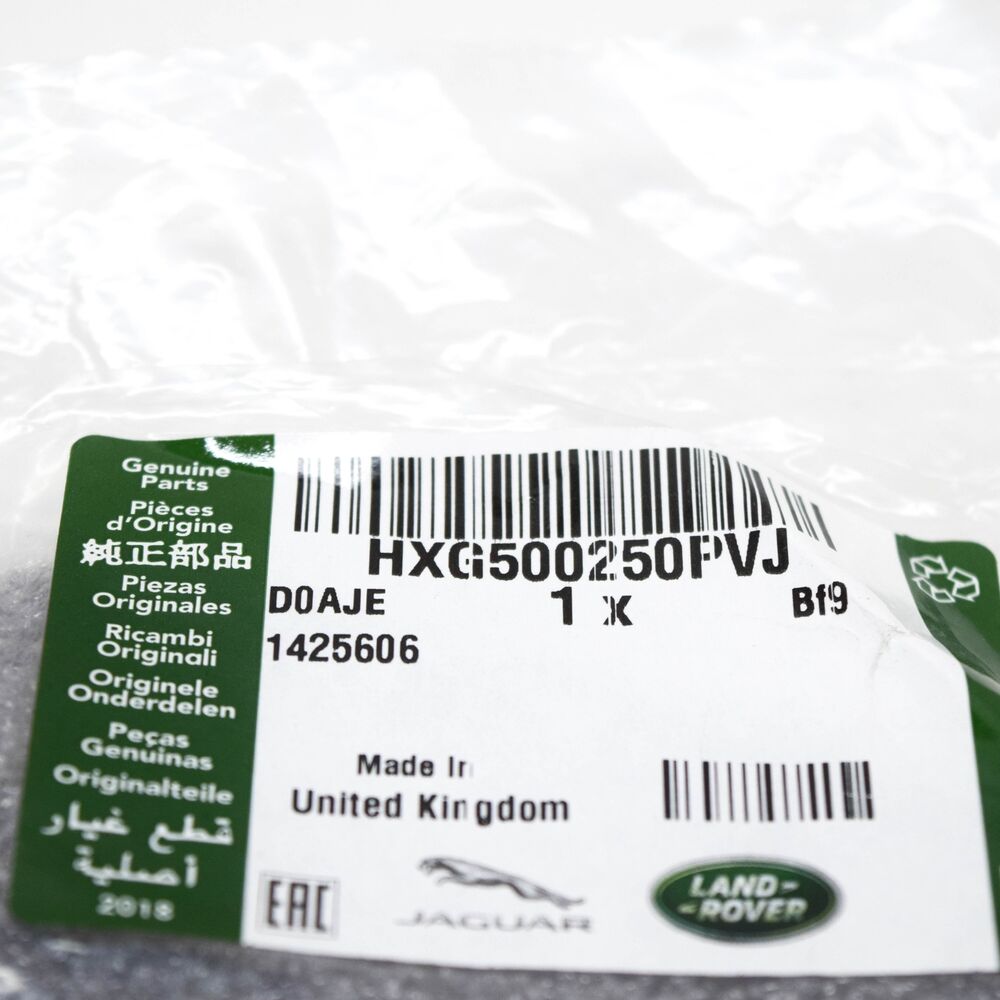 Genuine
Parts
Pièces
d'Origine
純正部品
Piezas
Originales
Ricambi
Originali
Originele
Onderdelen
Peças
Genuinas
Originalteile
قطع غيار
أصلية
2018
HXG500250PVJ
D0AJE 1 x Bf9
1425606
Made In
United Kingdom
EAC
JAGUAR
LAND-
-ROVER